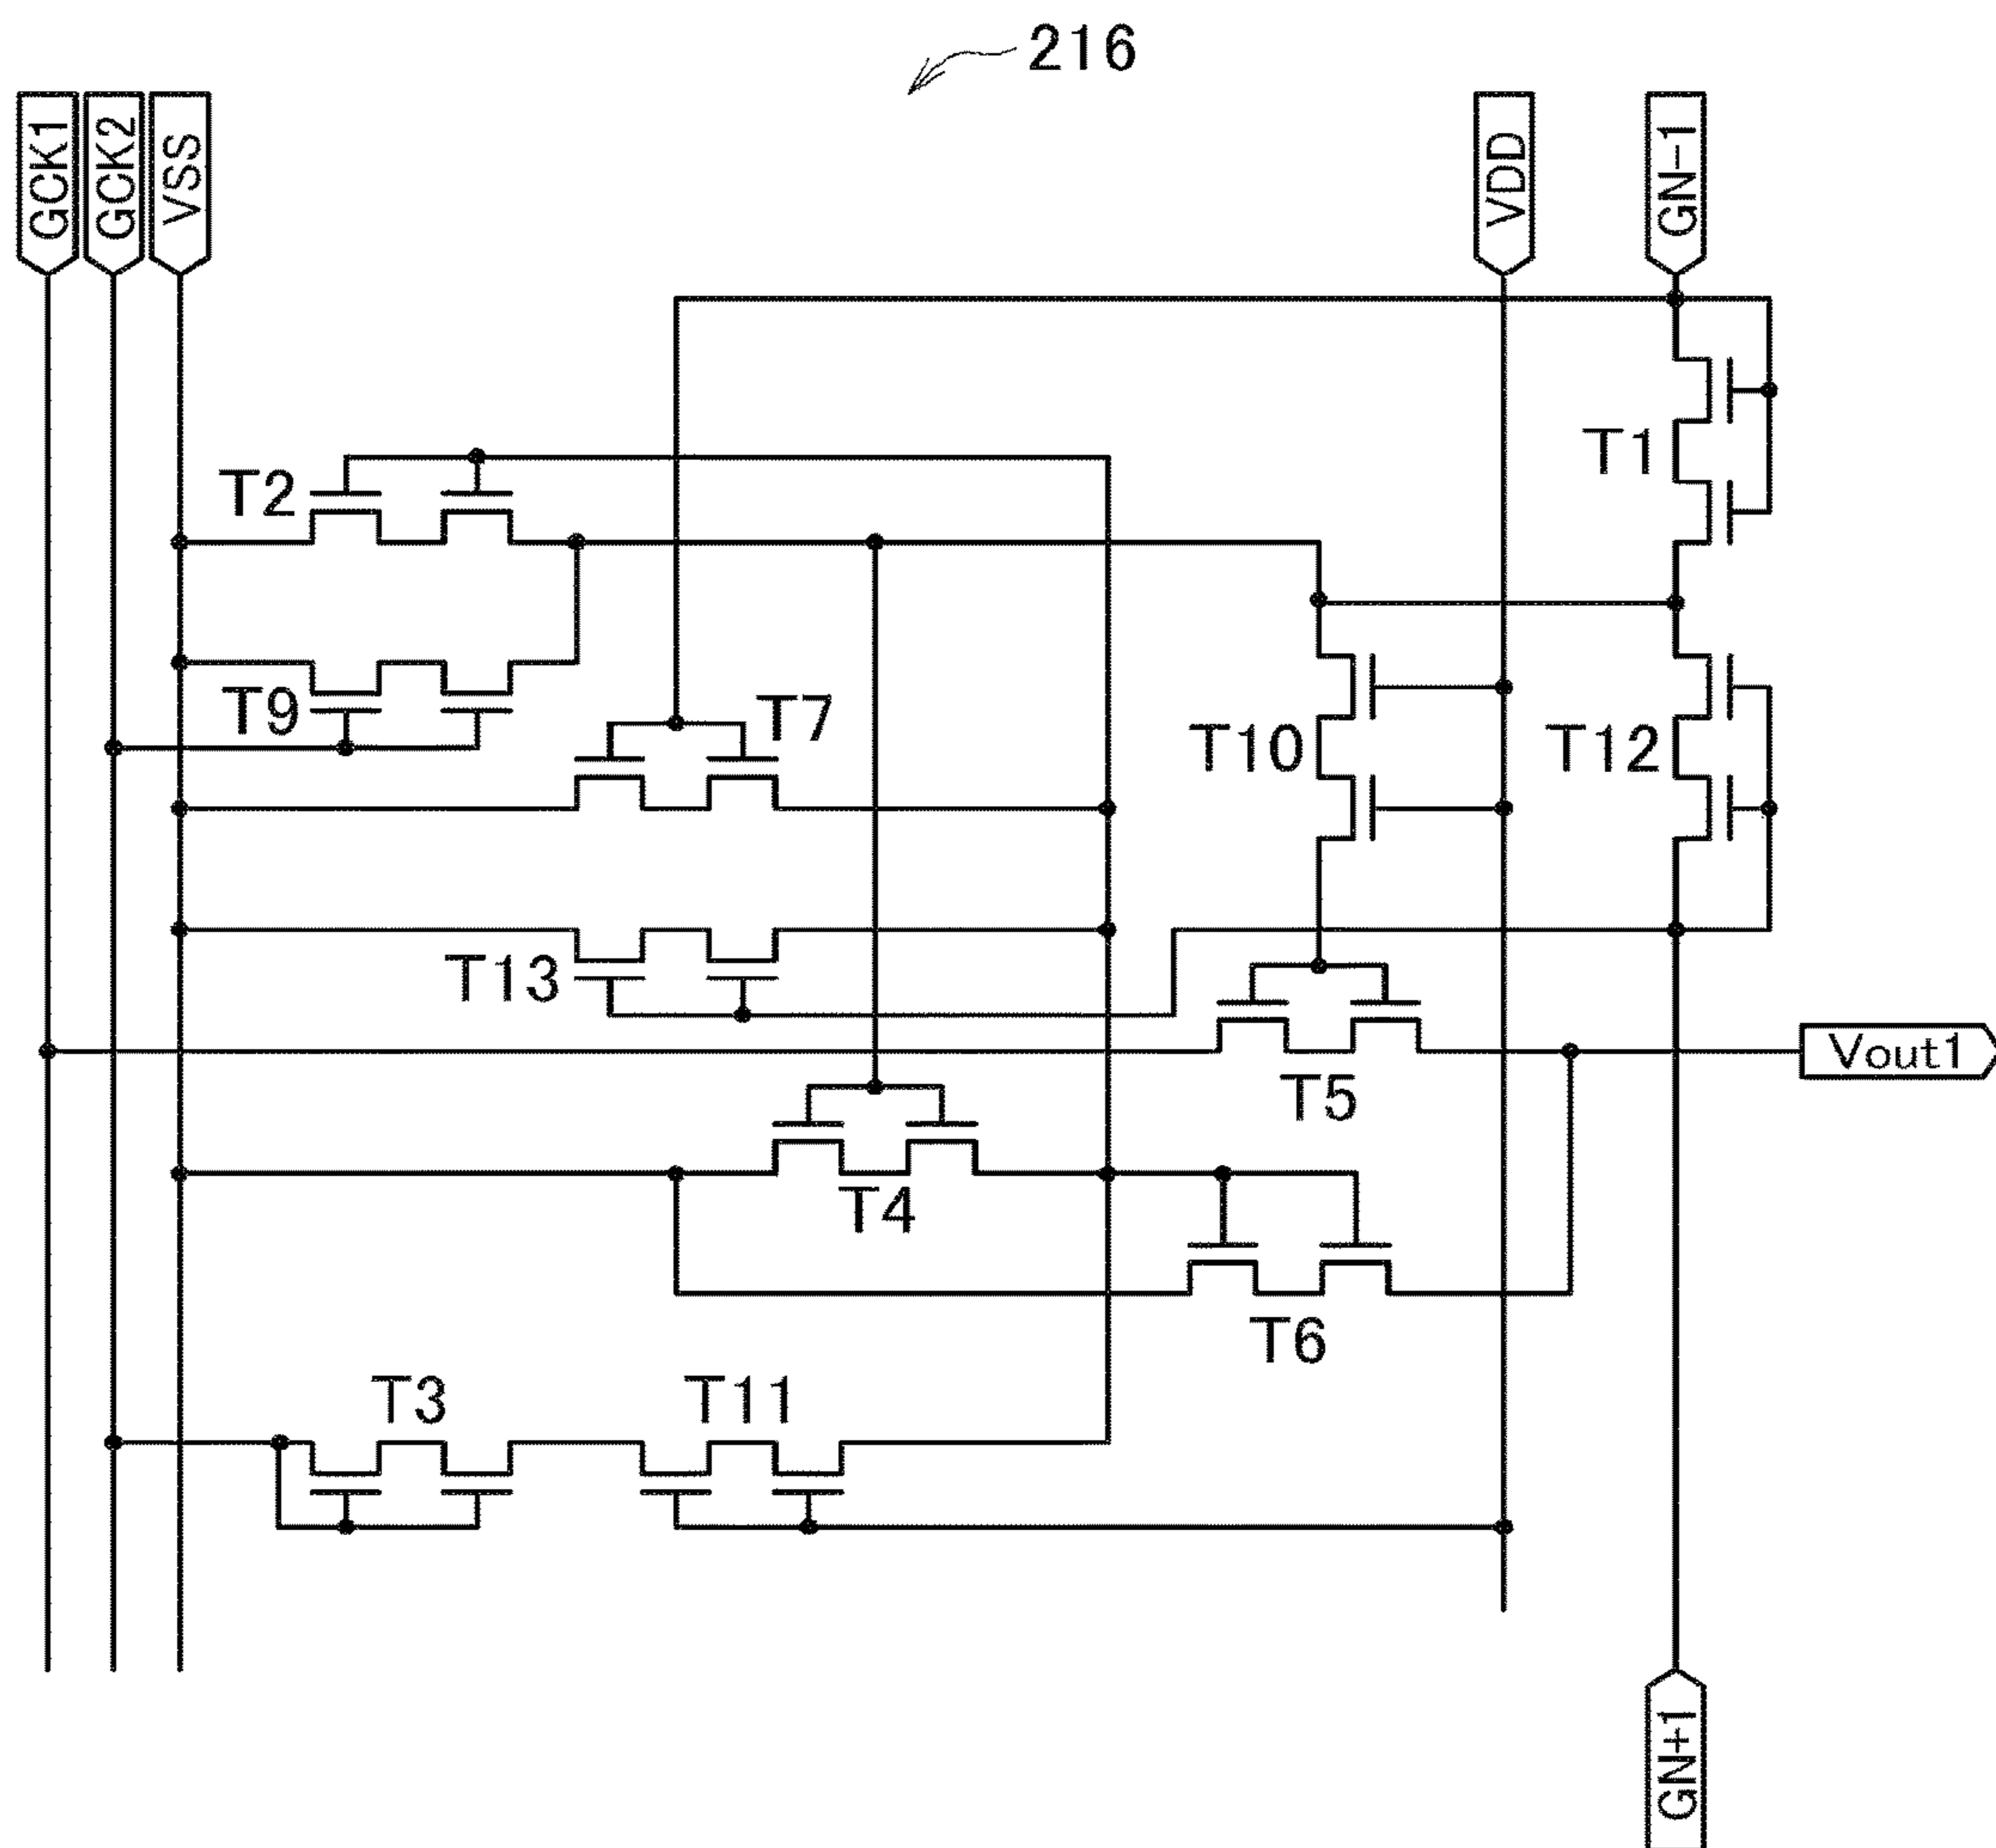 216
GCK1
GCK2
VSS
VDD
GN-1
T1
T2
T9
T7
T10
T12
T13
Vout1
T5
T4
T6
T3
T11
GN+1